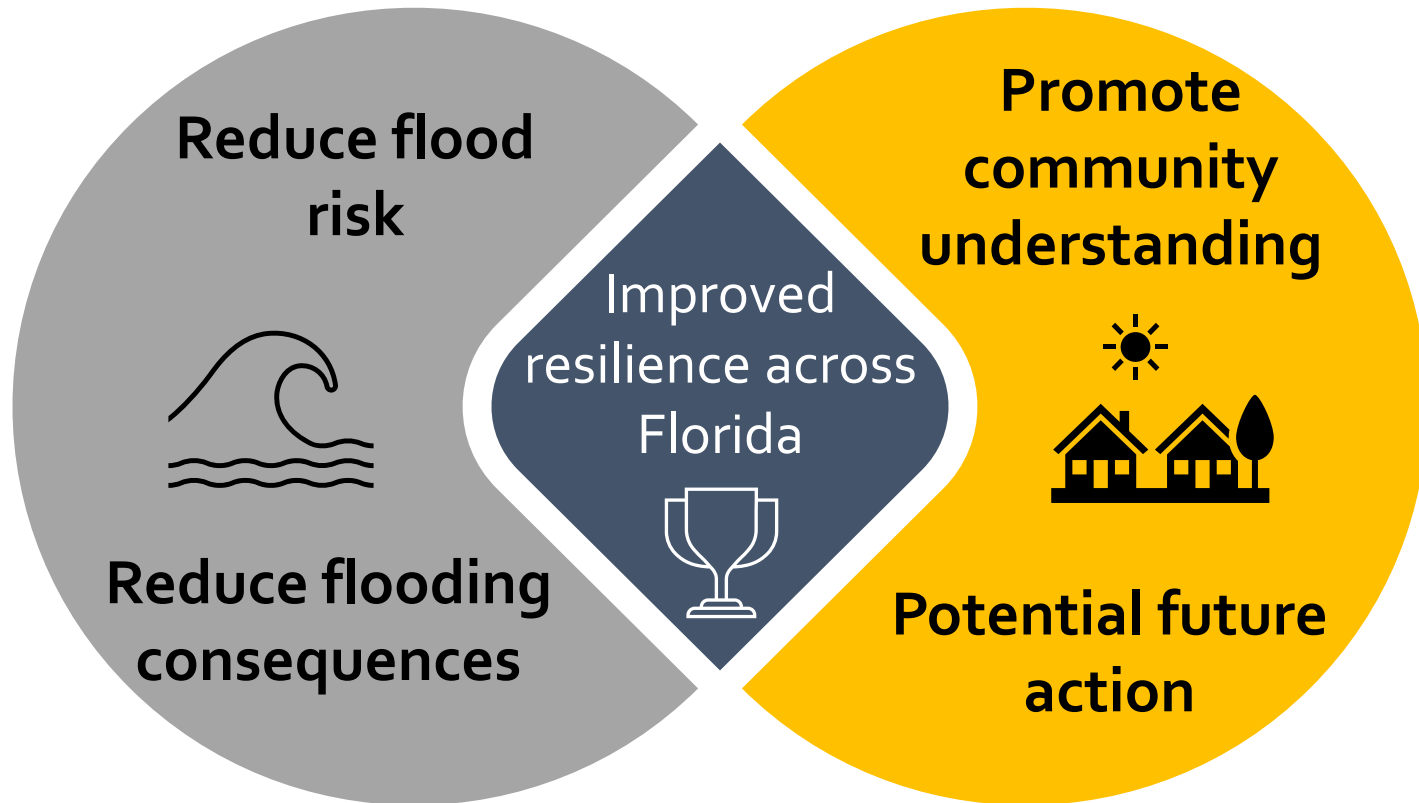 Reduce flood
risk
Reduce flooding
consequences
Improved
resilience across
Florida
Promote
community
understanding
Potential future
action